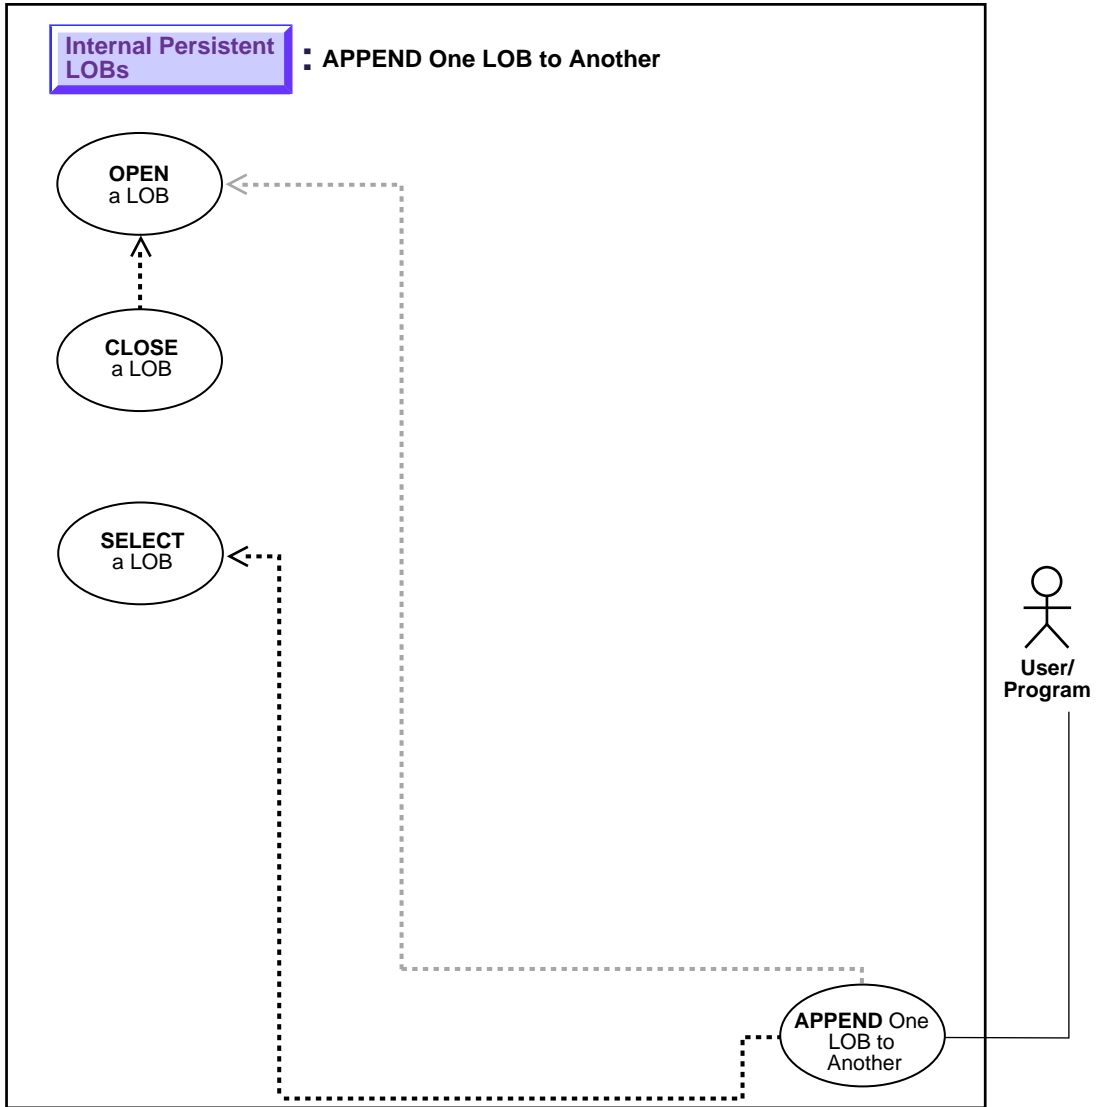 Internal Persistent
LOBs
: APPEND One LOB to Another
OPEN
a LOB
CLOSE
a LOB
SELECT
a LOB
User/
Program
APPEND One
LOB to
Another